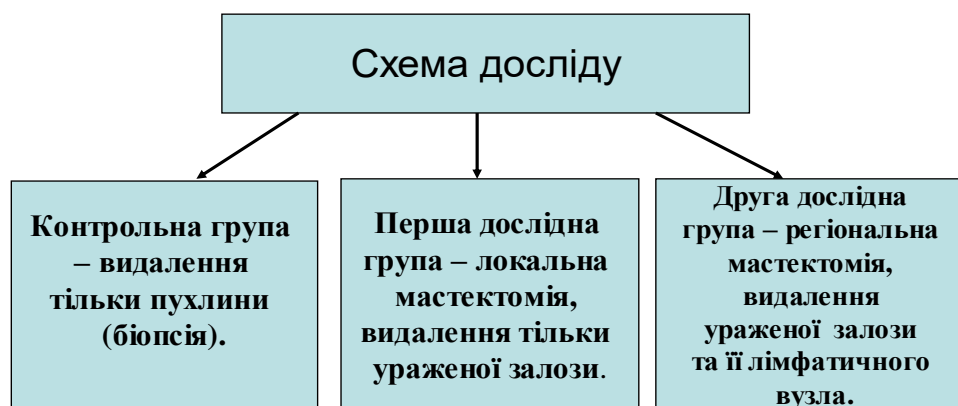 Схема досліду
Контрольна група
– видалення
тільки пухлини
(біопсія).
Перша дослідна
група – локальна
мастектомія,
видалення тільки
ураженої залози.
Друга дослідна
група – регіональна
мастектомія,
видалення
ураженої залози
та її лімфатичного
вузла.